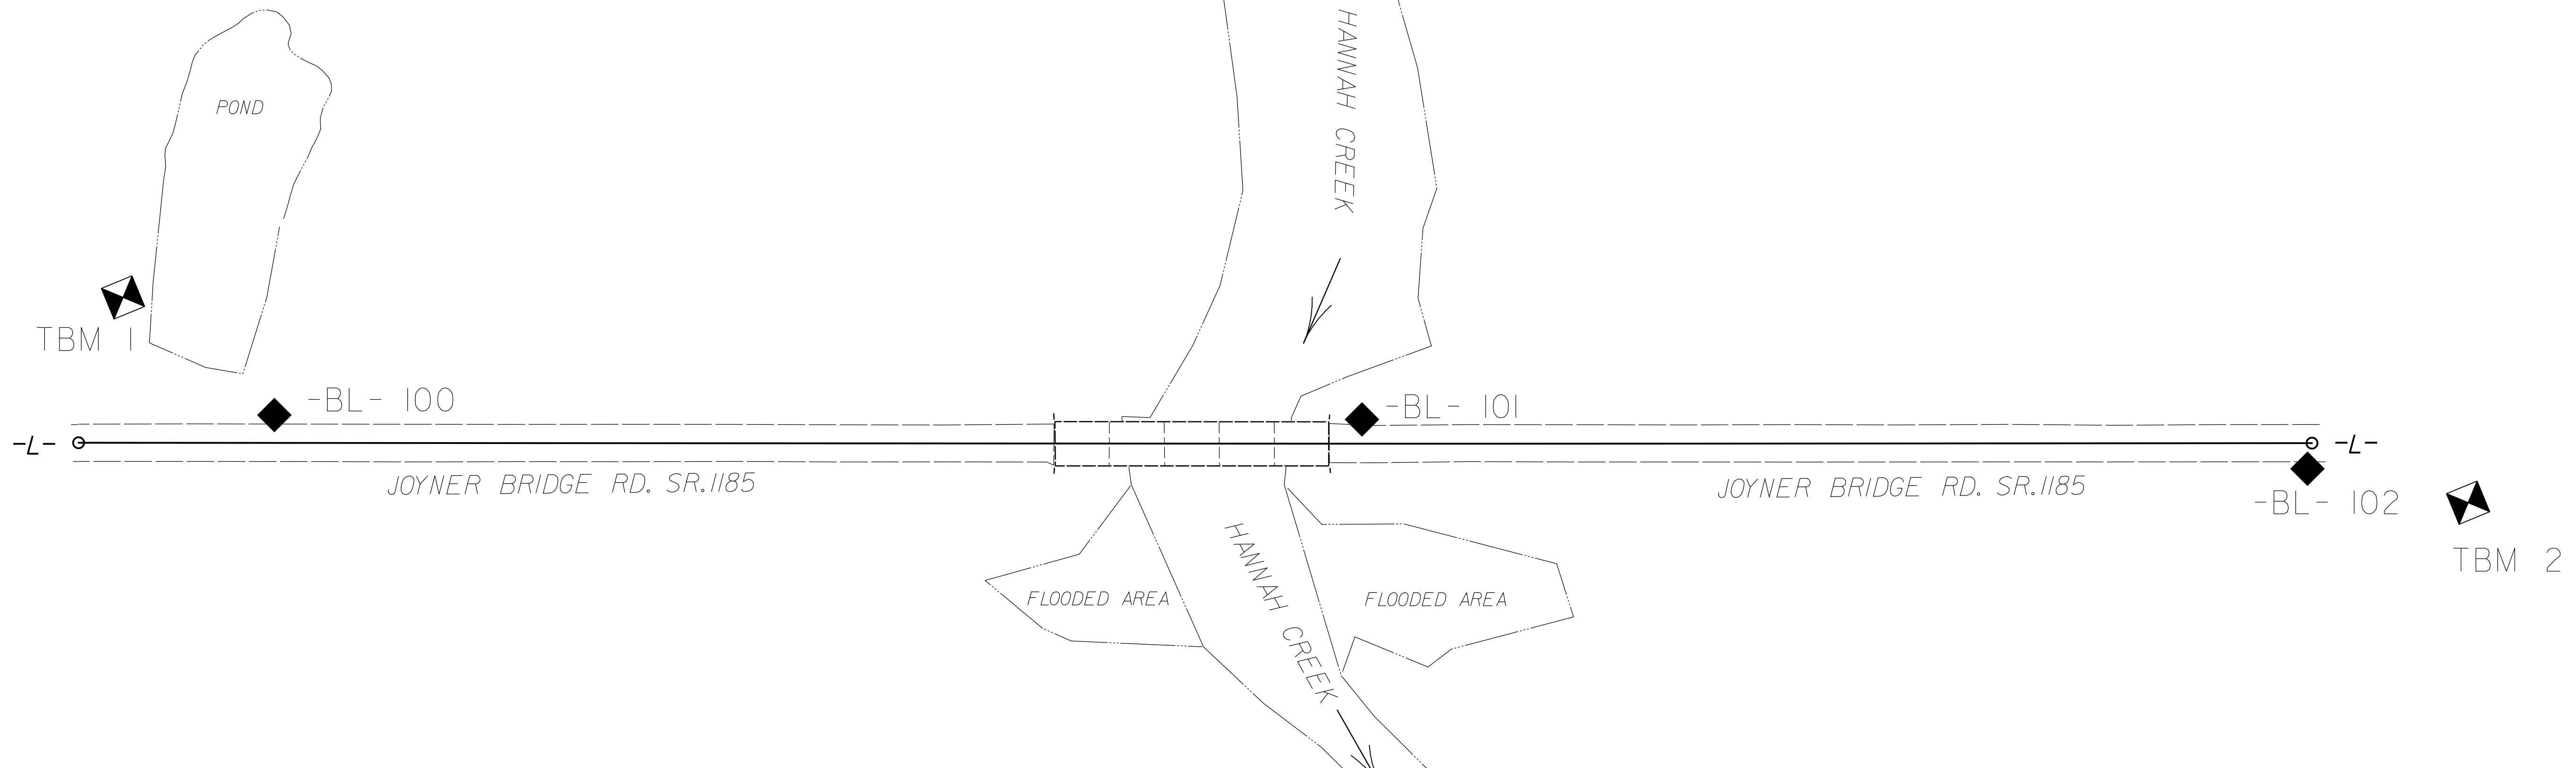 HANNAH CREEK
POND
TBM 1
-BL- 100
-BL- 101
-L-
-L-
JOYNER BRIDGE RD. SR.1185
JOYNER BRIDGE RD. SR.1185
-BL- 102
TBM 2
HANNAH CREEK
FLOODED AREA
FLOODED AREA